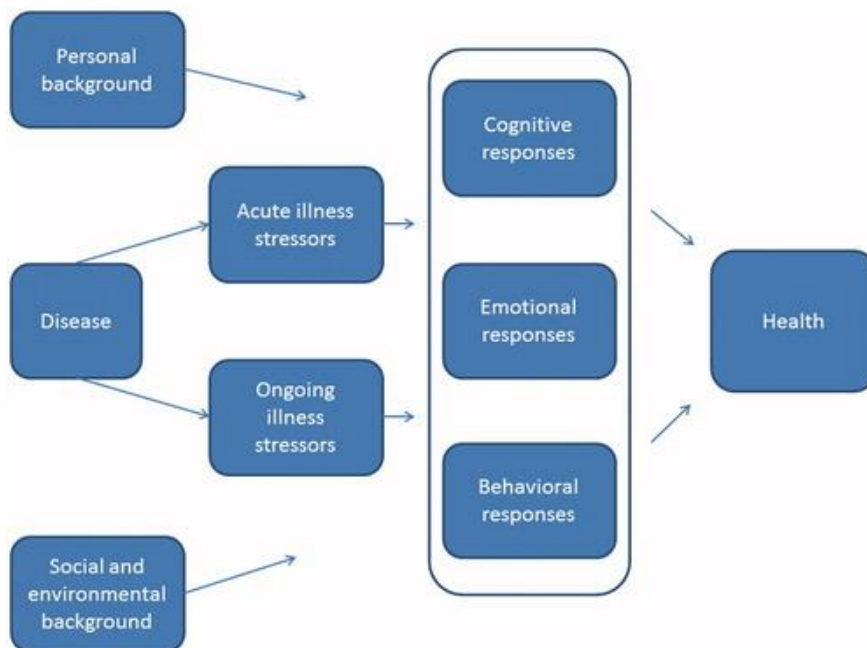 Personal
background
Cognitive
responses
Acute illness
stressors
Disease
Emotional
responses
Health
Ongoing
illness
stressors
Behavioral
responses
Social and
environmental
background